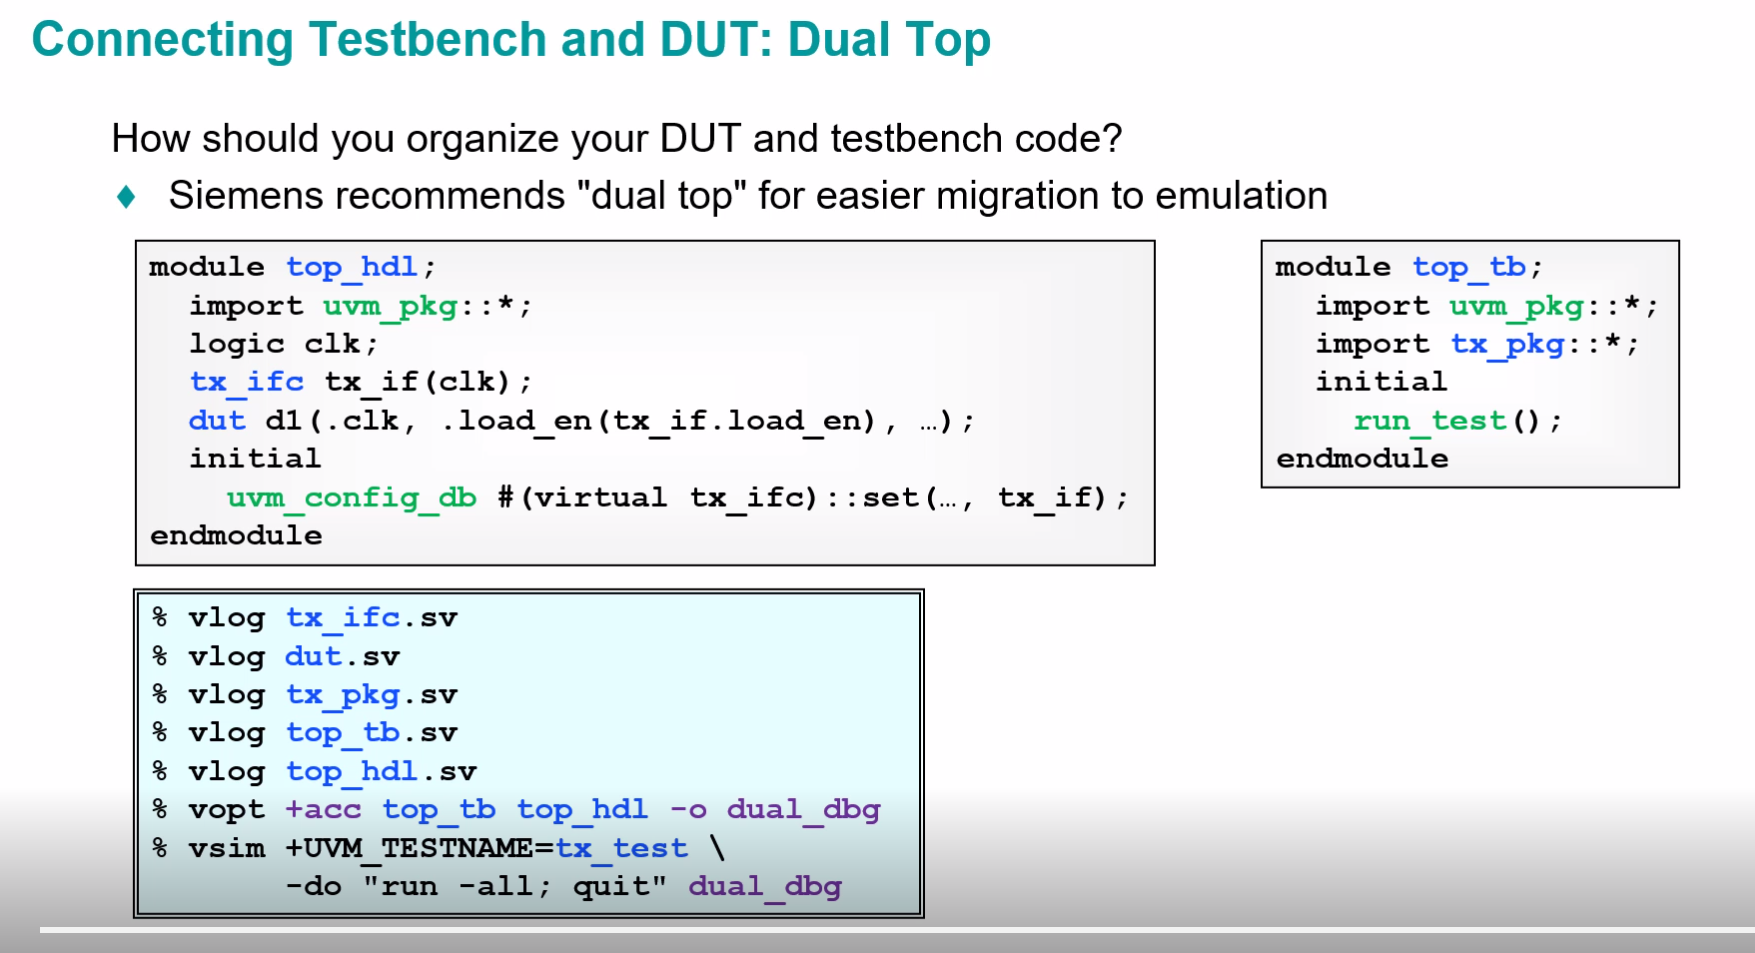 Connecting Testbench and DUT: Dual Top
How should you organize your DUT and testbench code?
♦ Siemens recommends "dual top" for easier migration to emulation
module top_hdl;
import uvm_pkg::*;
logic clk;
tx_ifc tx_if(clk);
dut d1(.clk, .load_en(tx_if.load_en), …);
initial
uvm_config_db #(virtual tx_ifc)::set(…, tx_if);
endmodule
module top_tb;
import uvm_pkg::*;
import tx_pkg::*;
initial
run_test();
endmodule
% vlog tx_ifc.sv
% vlog dut.sv
% vlog tx_pkg.sv
% vlog top_tb.sv
% vlog top_hdl.sv
% vopt +acc top_tb top_hdl -o dual_dbg
% vsim +UVM_TESTNAME=tx_test \
-do "run -all; quit" dual_dbg